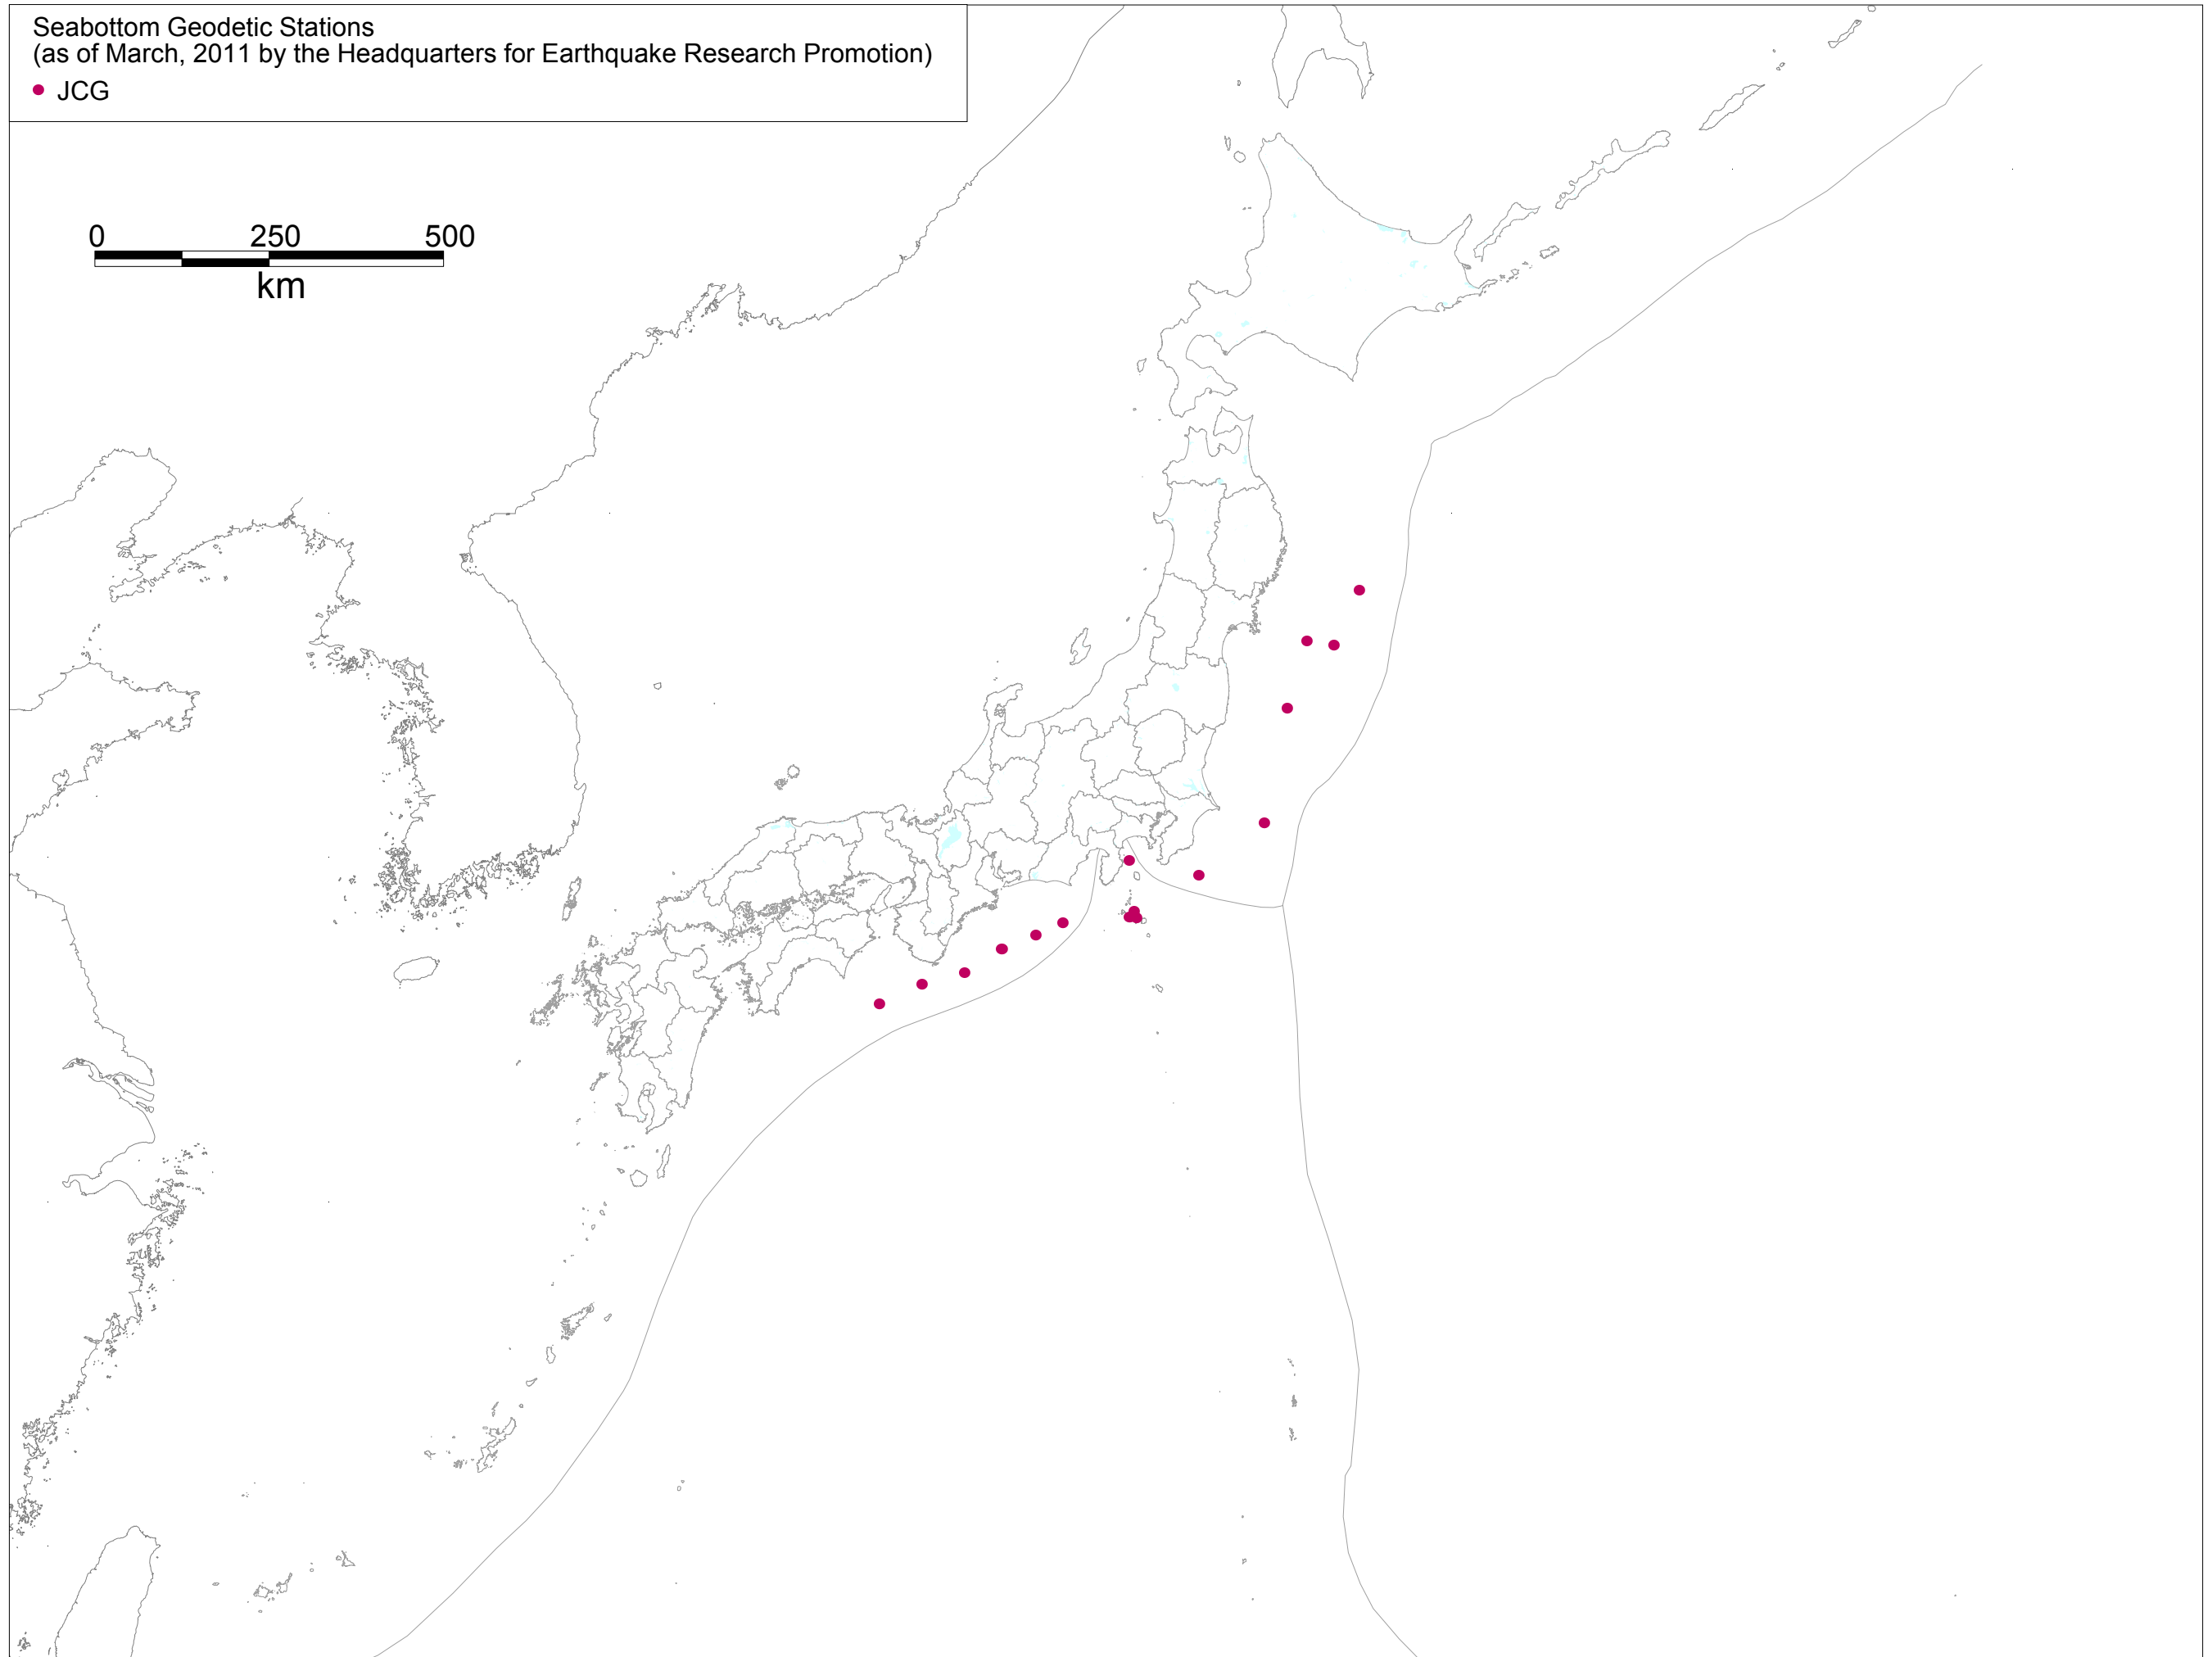 Seabottom Geodetic Stations
(as of March, 2011 by the Headquarters for Earthquake Research Promotion)
JCG
0 250 500
km